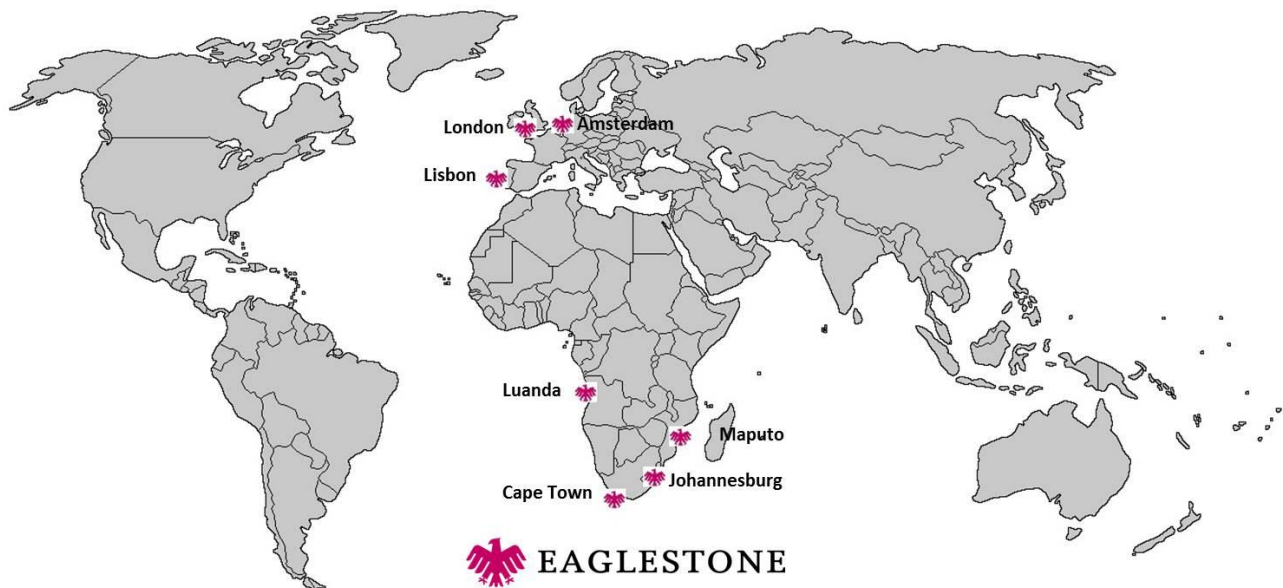 London
Amsterdam
Lisbon
Luanda
Maputo
Johannesburg
Cape Town
EAGLESTONE